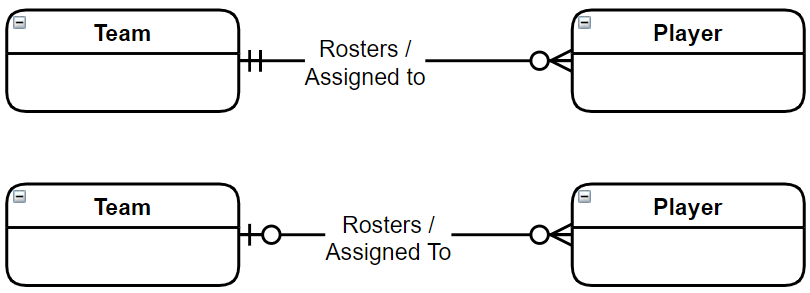 Team
Rosters /
Assigned to
Player
Team
Rosters /
Assigned To
Player